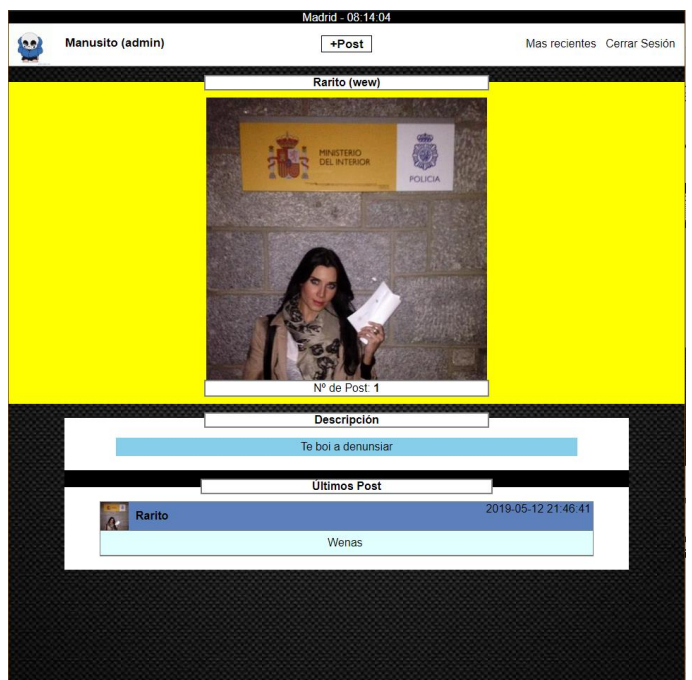 Madrid - 08:14:04
Manusito (admin)
+Post
Mas recientes
Cerrar Sesión
Rarito (wew)
MINISTERIO
DEL INTERIOR
POLICIA
Nº de Post: 1
Descripción
Te boi a denunsiar
Últimos Post
Rarito
2019-05-12 21:46:41
Wenas